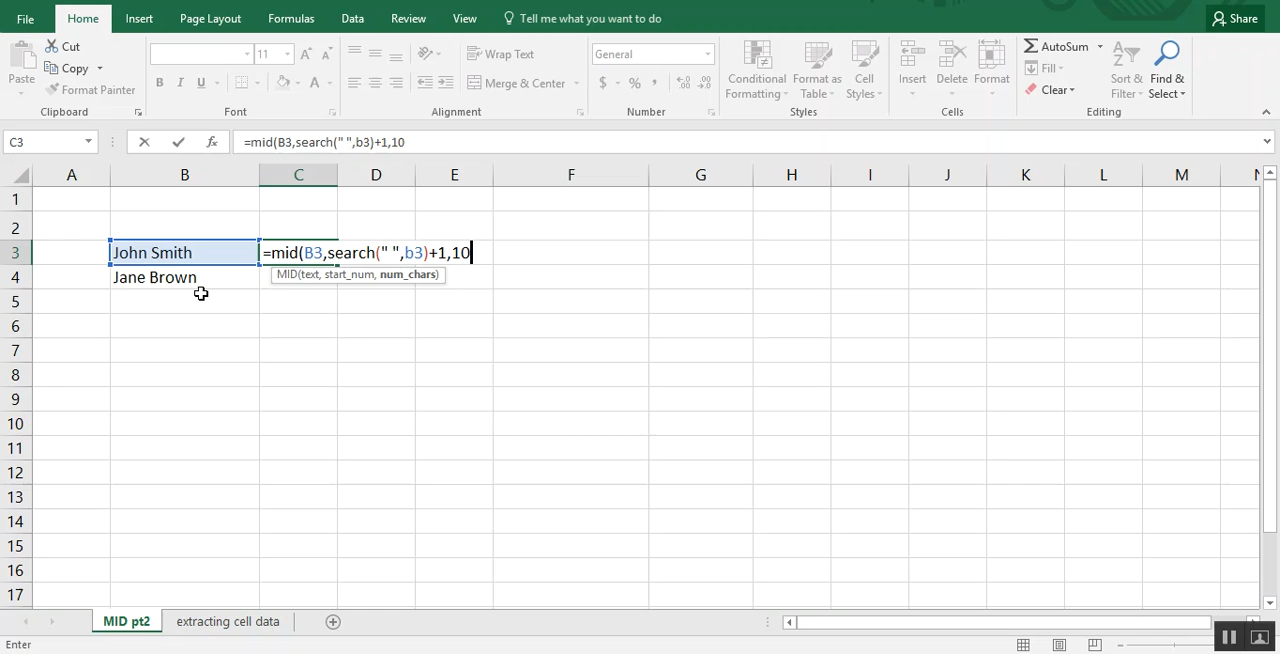 File Home Insert Page Layout Formulas Data Review View Tell me what you want to do Share
Paste Cut Copy Format Painter Clipboard
11 A A B I U A Font
Wrap Text Merge & Center Alignment
General $ % , .0 .00 .00 .0 Number
Conditional Formatting Format as Table Cell Styles Styles
Insert Delete Format Cells
AutoSum Fill Clear Sort & Filter Find & Select Editing
C3 fx =mid(B3,search(" ",b3)+1,10
A B C D E F G H I J K L M N
1
2
3 John Smith =mid(B3,search(" ",b3)+1,10
MID(text, start_num, num_chars)
4 Jane Brown
5
6
7
8
9
10
11
12
13
14
15
16
17
MID pt2 extracting cell data
Enter